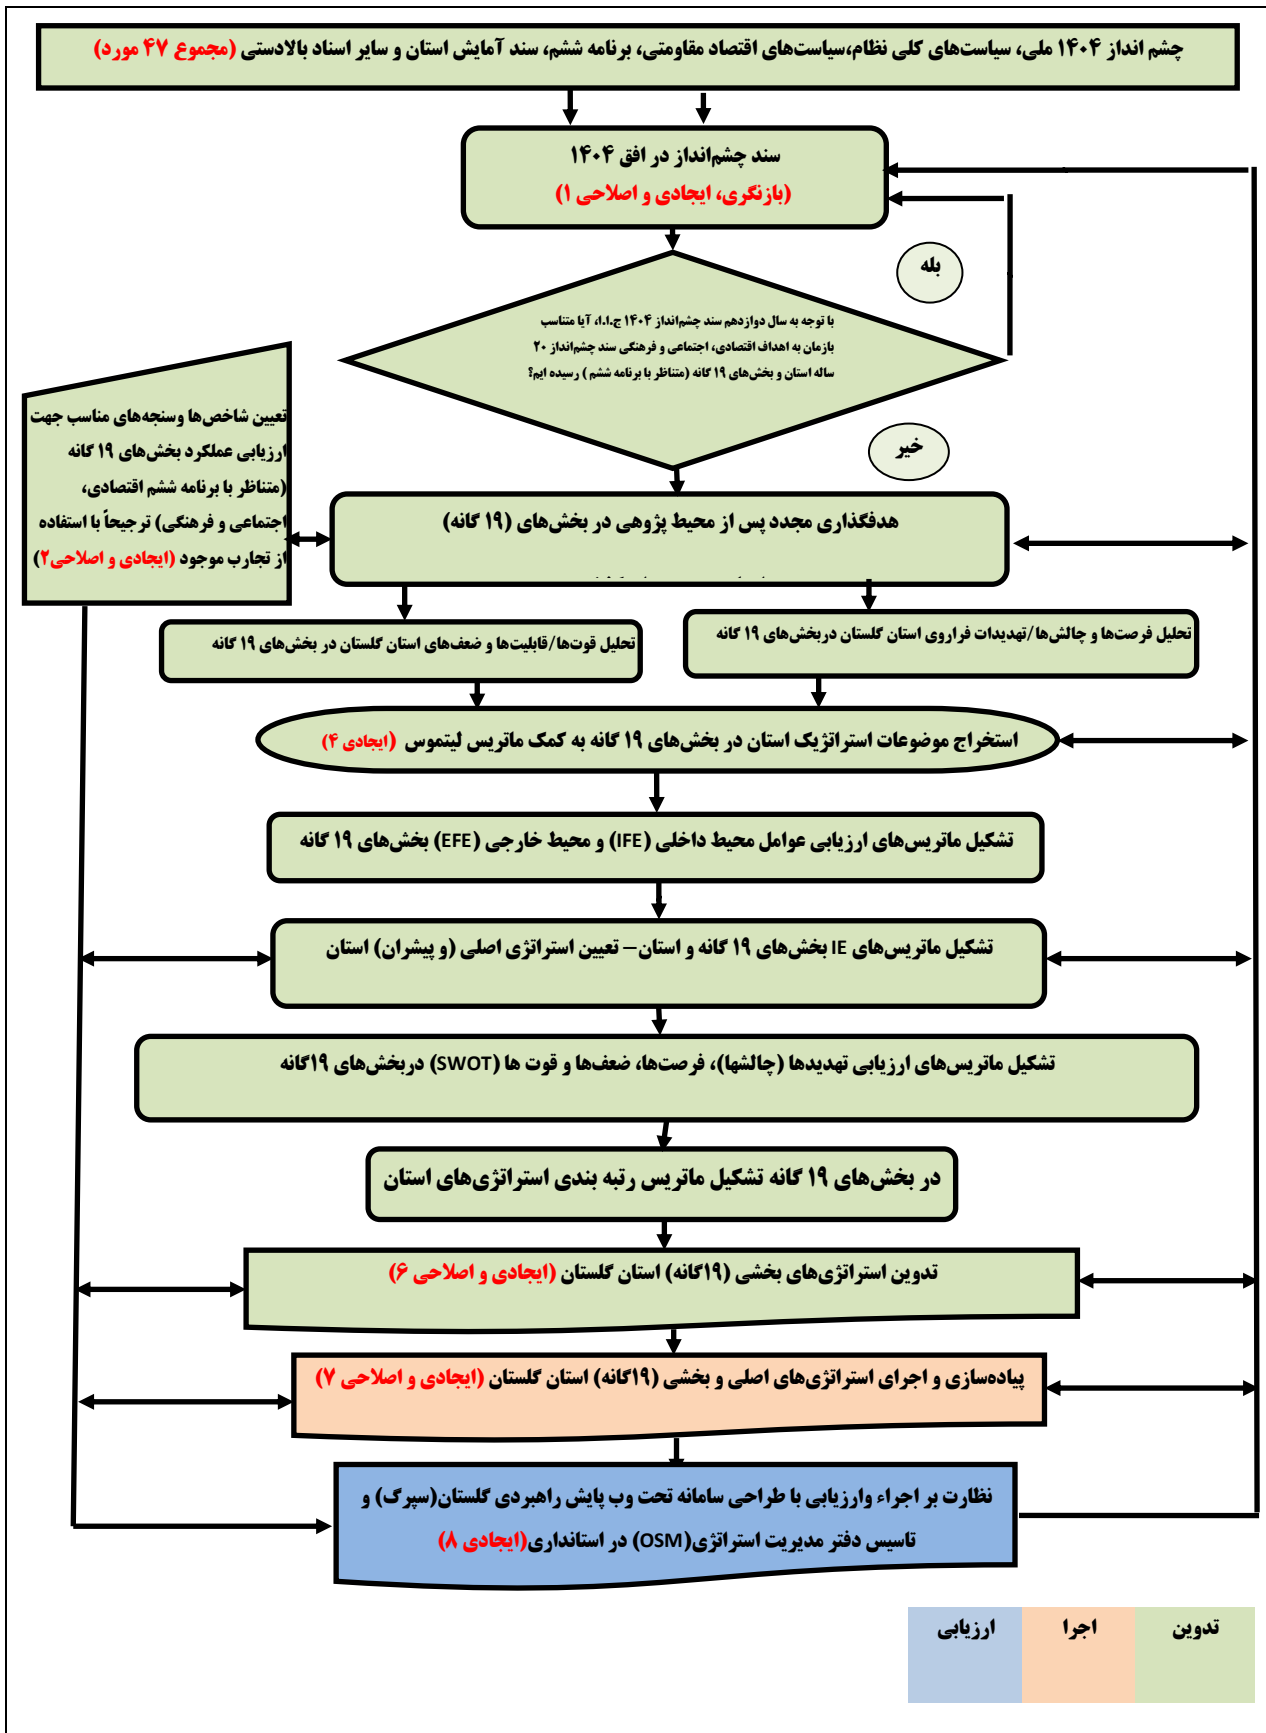 چشم انداز ۱۴۰۴ ملی، سیاست‌های کلی نظام،سیاست‌های اقتصاد مقاومتی، برنامه ششم، سند آمایش استان و سایر اسناد بالادستی (مجموع ۴۷ مورد)
سند چشم‌انداز در افق ۱۴۰۴
(بازنگری، ایجادی و اصلاحی ۱)
بله
با توجه به سال دوازدهم سند چشم‌انداز ۱۴۰۴ ج.ا.ا، آیا متناسب
بازمان به اهداف اقتصادی، اجتماعی و فرهنگی سند چشم‌انداز ۲۰
ساله استان و بخش‌های ۱۹ گانه (متناظر با برنامه ششم ) رسیده ایم؟
خیر
تعیین شاخص‌ها وسنجه‌های مناسب جهت
ارزیابی عملکرد بخش‌های ۱۹ گانه
(متناظر با برنامه ششم اقتصادی،
اجتماعی و فرهنگی) ترجیحاً با استفاده
از تجارب موجود (ایجادی و اصلاحی۲)
هدفگذاری مجدد پس از محیط پژوهی در بخش‌های (۱۹ گانه)
تحلیل فرصت‌ها و چالش‌ها/تهدیدات فراروی استان گلستان دربخش‌های ۱۹ گانه
تحلیل قوت‌ها/قابلیت‌ها و ضعف‌های استان گلستان در بخش‌های ۱۹ گانه
استخراج موضوعات استراتژیک استان در بخش‌های ۱۹ گانه به کمک ماتریس لیتموس (ایجادی ۴)
تشکیل ماتریس‌های ارزیابی عوامل محیط داخلی (IFE) و محیط خارجی (EFE) بخش‌های ۱۹ گانه
تشکیل ماتریس‌های IE بخش‌های ۱۹ گانه و استان– تعیین استراتژی اصلی (و پیشران) استان
تشکیل ماتریس‌های ارزیابی تهدیدها (چالشها)، فرصت‌ها، ضعف‌ها و قوت ها (SWOT) دربخش‌های ۱۹گانه
در بخش‌های ۱۹ گانه تشکیل ماتریس رتبه بندی استراتژی‌های استان
تدوین استراتژی‌های بخشی (۱۹گانه) استان گلستان (ایجادی و اصلاحی ۶)
پیاده‌سازی و اجرای استراتژی‌های اصلی و بخشی (۱۹گانه) استان گلستان (ایجادی و اصلاحی ۷)
نظارت بر اجراء وارزیابی با طراحی سامانه تحت وب پایش راهبردی گلستان(سپرگ) و
تاسیس دفتر مدیریت استراتژی(OSM) در استانداری(ایجادی ۸)
تدوین
اجرا
ارزیابی